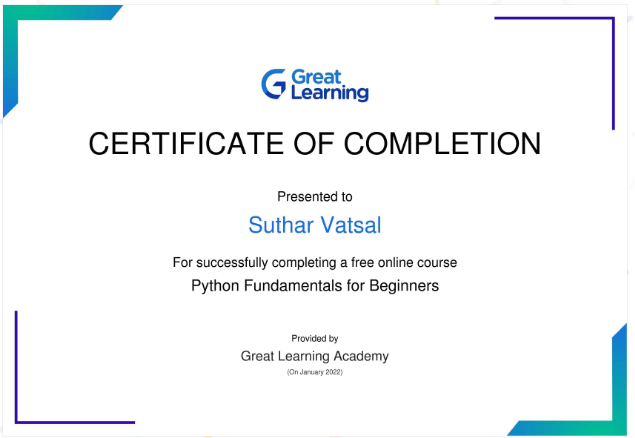 Great
Learning
CERTIFICATE OF COMPLETION
Presented to
Suthar Vatsal
For successfully completing a free online course
Python Fundamentals for Beginners
Provided by
Great Learning Academy
(On January 2022)